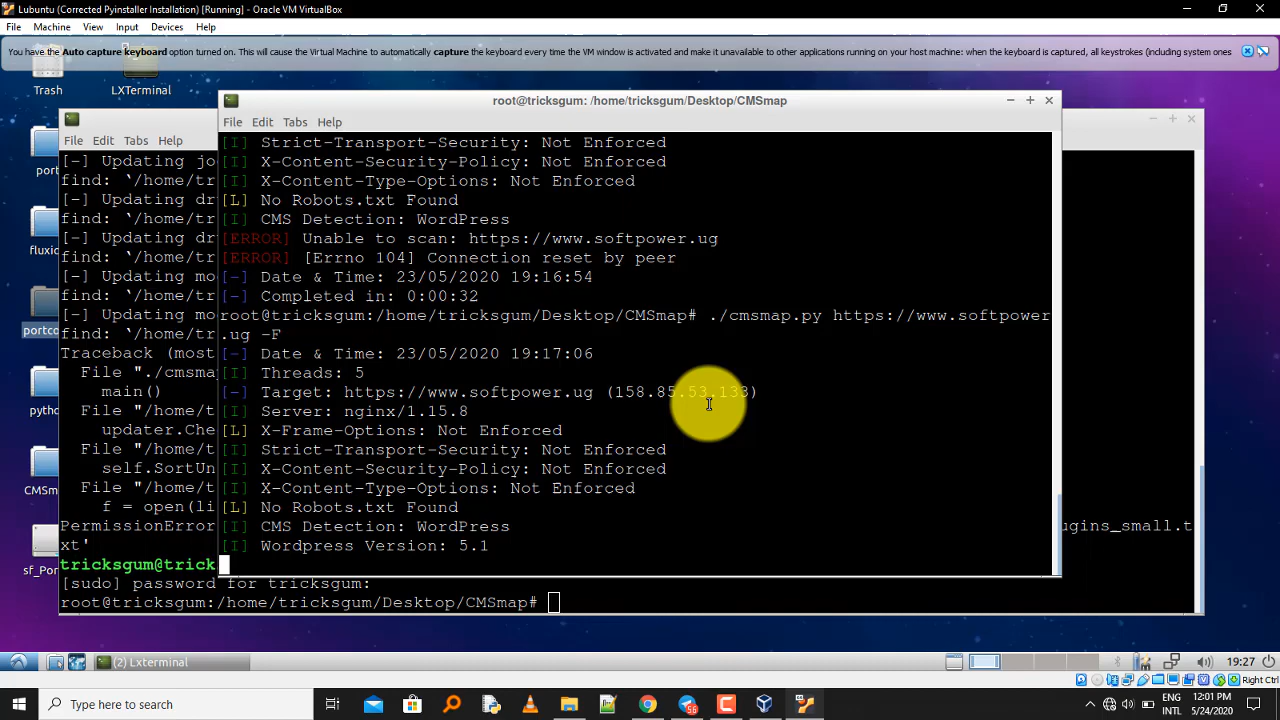 Lubuntu (Corrected Pyinstaller Installation) [Running] - Oracle VM VirtualBox
File Machine View Input Devices Help
You have the Auto capture keyboard option turned on. This will cause the Virtual Machine to automatically capture the keyboard every time the VM window is activated and make it unavailable to other applications running on your host machine: when the keyboard is captured, all keystrokes (including system ones
Trash LXTerminal
root@tricksgum: /home/tricksgum/Desktop/CMSmap
File Edit Tabs Help
[I] Strict-Transport-Security: Not Enforced
[I] X-Content-Security-Policy: Not Enforced
[I] X-Content-Type-Options: Not Enforced
[L] No Robots.txt Found
[I] CMS Detection: WordPress
[ERROR] Unable to scan: https://www.softpower.ug
[ERROR] [Errno 104] Connection reset by peer
[-] Date & Time: 23/05/2020 19:16:54
[-] Completed in: 0:00:32
root@tricksgum:/home/tricksgum/Desktop/CMSmap# ./cmsmap.py https://www.softpower
.ug -F
[-] Date & Time: 23/05/2020 19:17:06
[I] Threads: 5
[-] Target: https://www.softpower.ug (158.85.53.133)
[I] Server: nginx/1.15.8
[L] X-Frame-Options: Not Enforced
[I] Strict-Transport-Security: Not Enforced
[I] X-Content-Security-Policy: Not Enforced
[I] X-Content-Type-Options: Not Enforced
[L] No Robots.txt Found
[I] CMS Detection: WordPress
[I] Wordpress Version: 5.1
File Edit Tabs Help
[-] Updating jo
find: '/home/tr
[-] Updating dr
find: '/home/tr
[-] Updating dr
find: '/home/tr
[-] Updating mo
find: '/home/tr
[-] Updating mo
find: '/home/tr
Traceback (most
File "./cmsma
main()
File "/home/t
updater.Che
File "/home/t
self.SortUn
File "/home/t
f = open(li
PermissionError ugins_small.t
xt'
tricksgum@trick
[sudo] password for tricksgum:
root@tricksgum:/home/tricksgum/Desktop/CMSmap#
port
fluxio
portco
pytho
CMSm
sf_Por
(2) Lxterminal
19:27
Type here to search
56
ENG
INTL
12:01 PM
5/24/2020
Right Ctrl